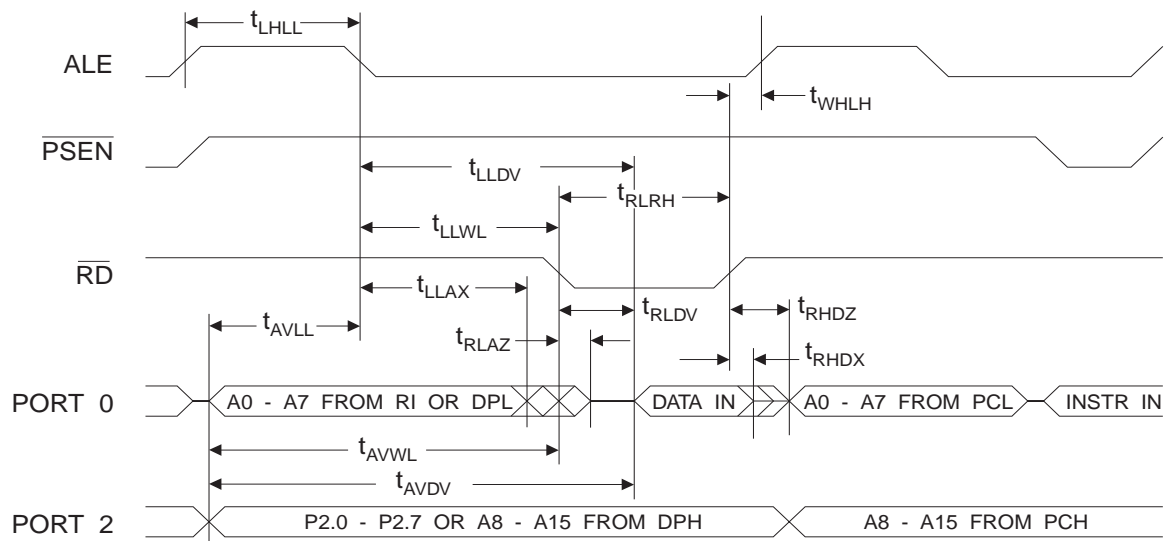 tLHLL
ALE
tWHLH
PSEN
tLLDV
tRLRH
tLLWL
RD
tLLAX
tRLDV
tRHDZ
tAVLL
tRLAZ
tRHDX
PORT 0
A0 - A7 FROM RI OR DPL
DATA IN
A0 - A7 FROM PCL
INSTR IN
tAVWL
tAVDV
PORT 2
P2.0 - P2.7 OR A8 - A15 FROM DPH
A8 - A15 FROM PCH